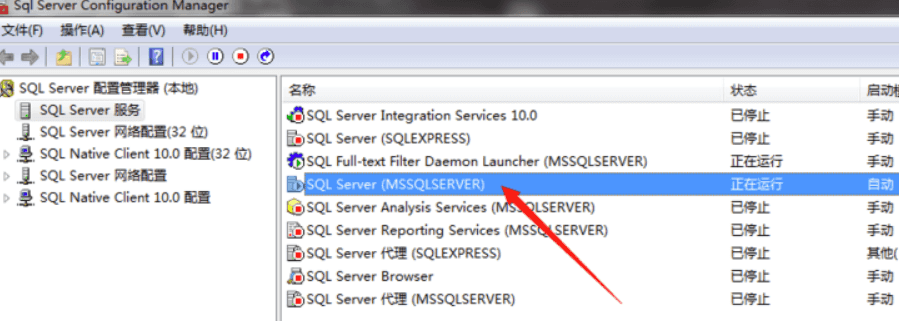 Sql Server Configuration Manager
文件(F) 操作(A) 查看(V) 帮助(H)
SQL Server 配置管理器 (本地)
SQL Server 服务
SQL Server 网络配置(32 位)
SQL Native Client 10.0 配置(32 位)
SQL Server 网络配置
SQL Native Client 10.0 配置
名称 状态
SQL Server Integration Services 10.0 已停止 手动
SQL Server (SQLEXPRESS) 已停止 手动
SQL Full-text Filter Daemon Launcher (MSSQLSERVER) 正在运行 手动
SQL Server (MSSQLSERVER) 正在运行 自动
SQL Server Analysis Services (MSSQLSERVER) 已停止 手动
SQL Server Reporting Services (MSSQLSERVER) 已停止 手动
SQL Server 代理 (SQLEXPRESS) 已停止 其他(
SQL Server Browser 已停止 手动
SQL Server 代理 (MSSQLSERVER) 已停止 手动